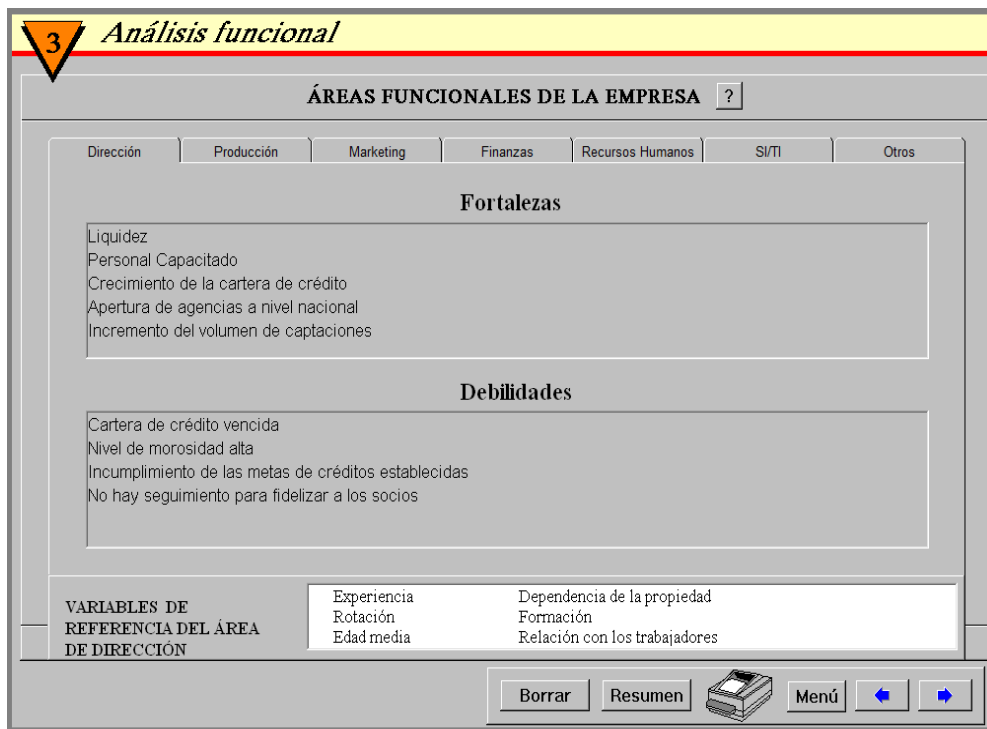 3 Análisis funcional
ÁREAS FUNCIONALES DE LA EMPRESA ?
Dirección Producción Marketing Finanzas Recursos Humanos SI/TI Otros
Fortalezas
Liquidez
Personal Capacitado
Crecimiento de la cartera de crédito
Apertura de agencias a nivel nacional
Incremento del volumen de captaciones
Debilidades
Cartera de crédito vencida
Nivel de morosidad alta
Incumplimiento de las metas de créditos establecidas
No hay seguimiento para fidelizar a los socios
VARIABLES DE
REFERENCIA DEL ÁREA
DE DIRECCIÓN
Experiencia Dependencia de la propiedad
Rotación Formación
Edad media Relación con los trabajadores
Borrar Resumen Menú